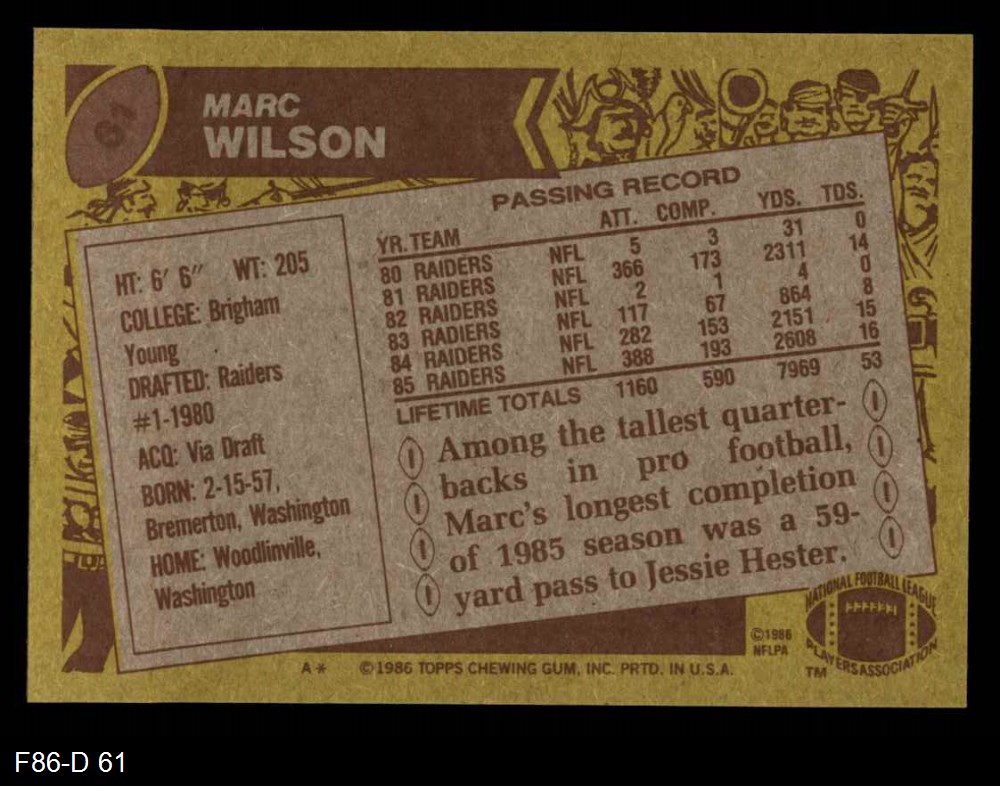 61
MARC
WILSON
PASSING RECORD
YR. TEAM ATT. COMP. YDS. TDS.
80 RAIDERS NFL 5 3 31 0
81 RAIDERS NFL 366 173 2311 14
82 RAIDERS NFL 2 1 4 0
83 RADIERS NFL 117 67 864 8
84 RAIDERS NFL 282 153 2151 15
85 RAIDERS NFL 388 193 2608 16
LIFETIME TOTALS 1160 590 7969 53
HT: 6' 6" WT: 205
COLLEGE: Brigham
Young
DRAFTED: Raiders
#1-1980
ACQ: Via Draft
BORN: 2-15-57,
Bremerton, Washington
HOME: Woodlinville,
Washington
Among the tallest quarter-
backs in pro football,
Marc's longest completion
of 1985 season was a 59-
yard pass to Jessie Hester.
NATIONAL FOOTBALL LEAGUE
PLAYERS ASSOCIATION
TM
©1986
NFLPA
A* ©1986 TOPPS CHEWING GUM, INC. PRTD. IN U.S.A.
F86-D 61